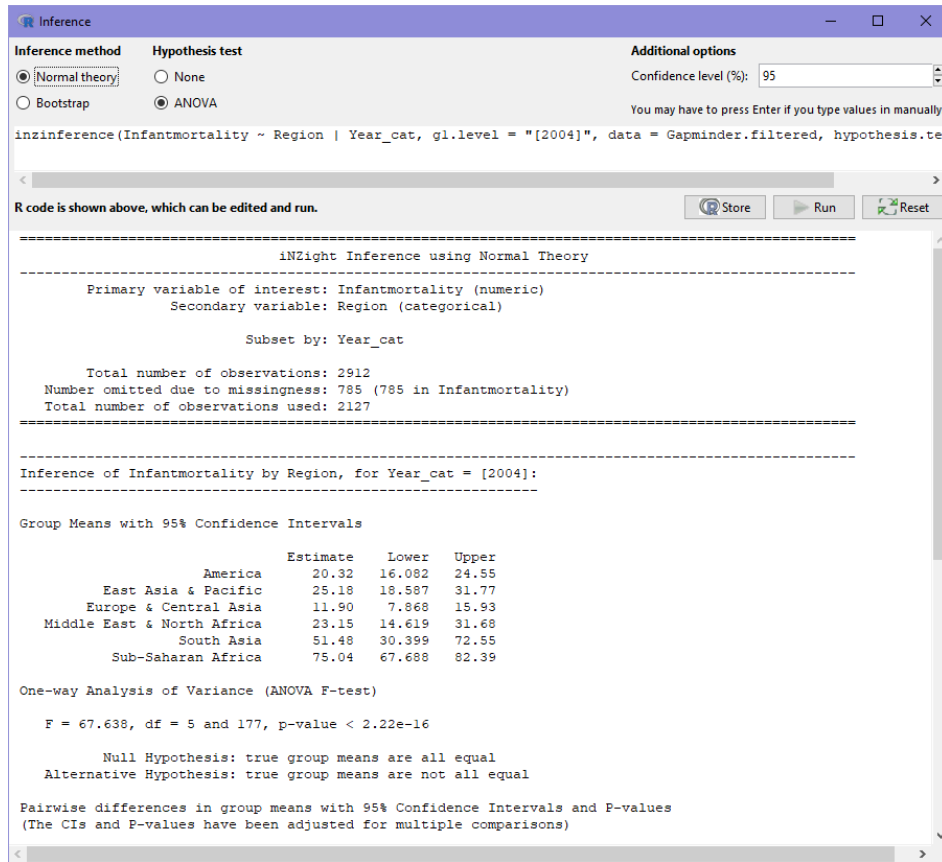 Inference
Inference method Hypothesis test Additional options
Normal theory None Confidence level (%): 95
Bootstrap ANOVA You may have to press Enter if you type values in manually
inzinference(Infantmortality ~ Region | Year_cat, g1.level = "[2004]", data = Gapminder.filtered, hypothesis.te
R code is shown above, which can be edited and run. Store Run Reset
iNZight Inference using Normal Theory
Primary variable of interest: Infantmortality (numeric)
Secondary variable: Region (categorical)
Subset by: Year_cat
Total number of observations: 2912
Number omitted due to missingness: 785 (785 in Infantmortality)
Total number of observations used: 2127
Inference of Infantmortality by Region, for Year_cat = [2004]:
Group Means with 95% Confidence Intervals
Estimate Lower Upper
America 20.32 16.082 24.55
East Asia & Pacific 25.18 18.587 31.77
Europe & Central Asia 11.90 7.868 15.93
Middle East & North Africa 23.15 14.619 31.68
South Asia 51.48 30.399 72.55
Sub-Saharan Africa 75.04 67.688 82.39
One-way Analysis of Variance (ANOVA F-test)
F = 67.638, df = 5 and 177, p-value < 2.22e-16
Null Hypothesis: true group means are all equal
Alternative Hypothesis: true group means are not all equal
Pairwise differences in group means with 95% Confidence Intervals and P-values
(The CIs and P-values have been adjusted for multiple comparisons)